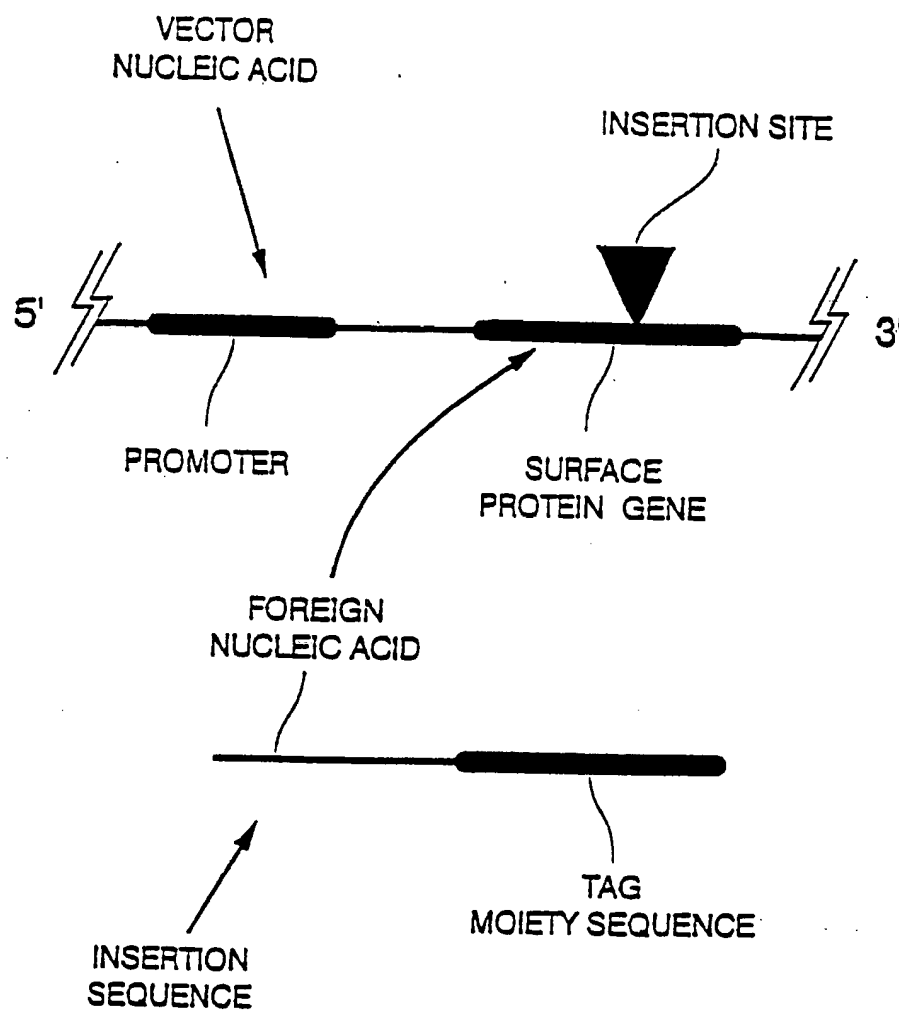 VECTOR
NUCLEIC ACID
INSERTION SITE
5'
3'
PROMOTER
SURFACE
PROTEIN GENE
FOREIGN
NUCLEIC ACID
TAG
MOIETY SEQUENCE
INSERTION
SEQUENCE